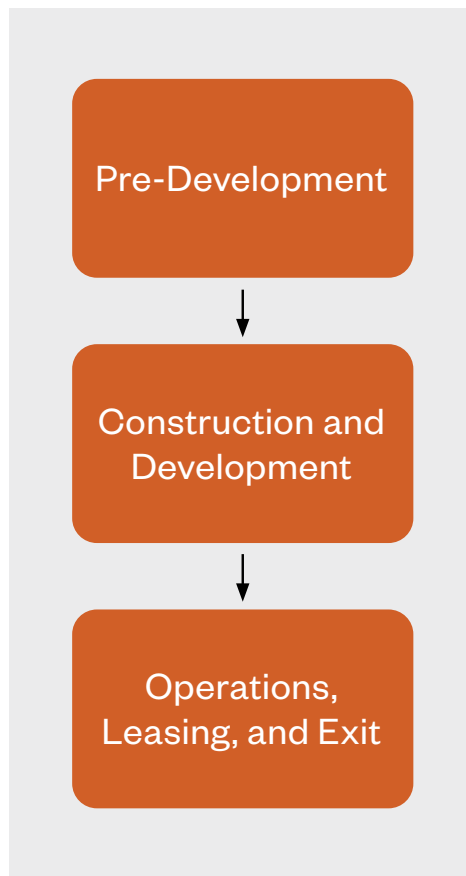 Pre-Development
Construction and
Development
Operations,
Leasing, and Exit